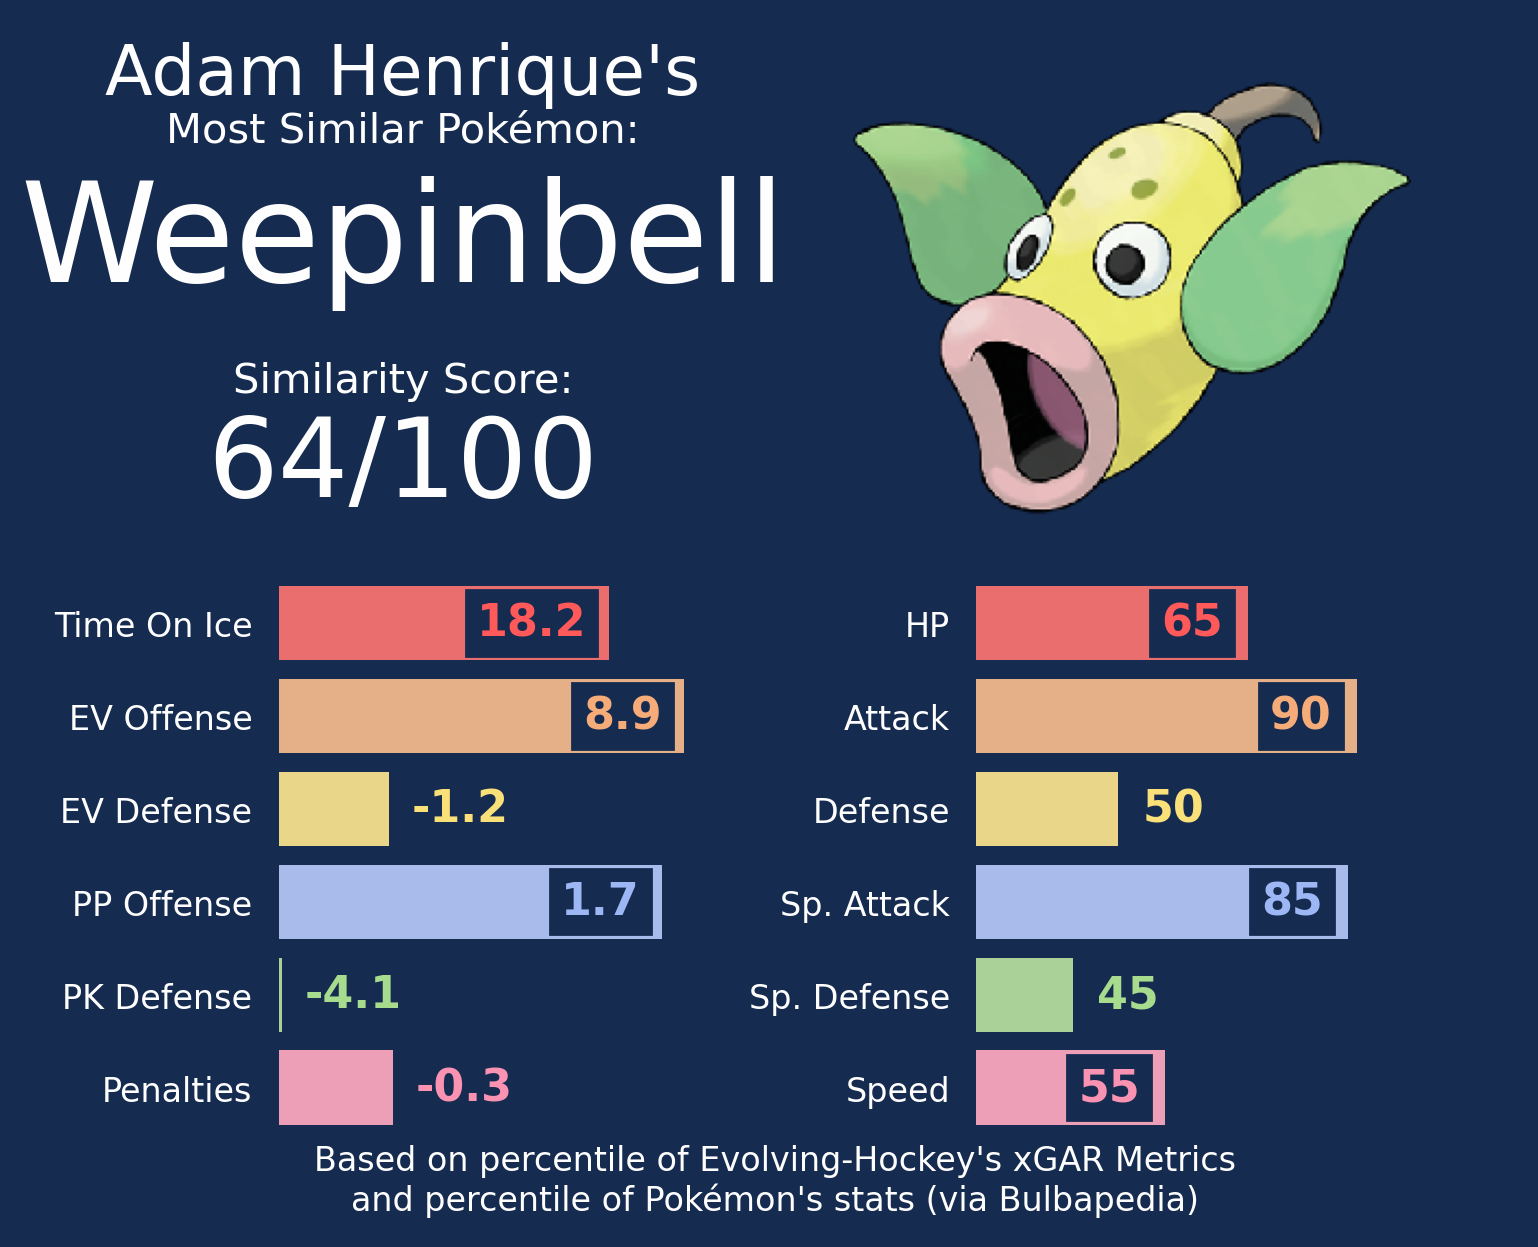 Adam Henrique's
Most Similar Pokémon:
Weepinbell
Similarity Score:
64/100
Time On Ice 18.2
EV Offense 8.9
EV Defense -1.2
PP Offense 1.7
PK Defense -4.1
Penalties -0.3
HP 65
Attack 90
Defense 50
Sp. Attack 85
Sp. Defense 45
Speed 55
Based on percentile of Evolving-Hockey's xGAR Metrics
and percentile of Pokémon's stats (via Bulbapedia)